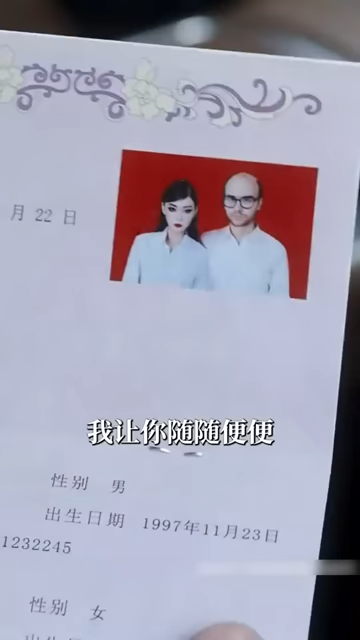 月 22 日
我让你随随便便
性别 男
出生日期 1997年11月23日
1232245
性别 女